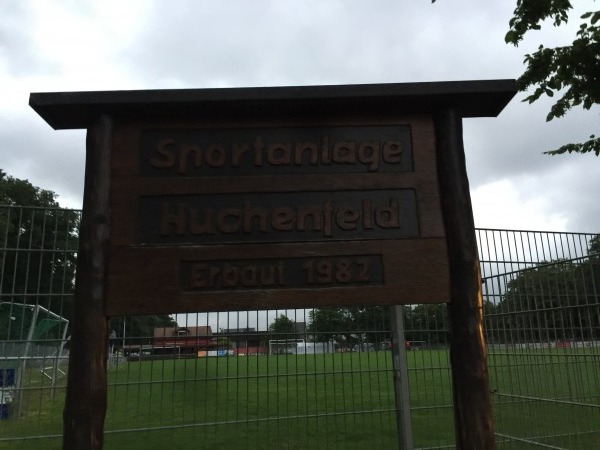 Sportanlage
Huchenfeld
Erbaut 1982